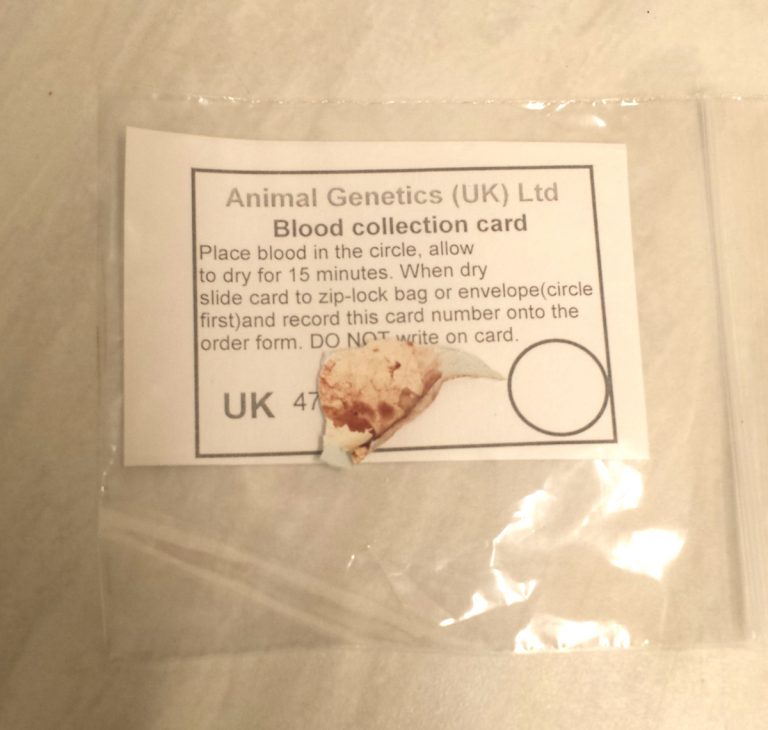 Animal Genetics (UK) Ltd
Blood collection card
Place blood in the circle, allow
to dry for 15 minutes. When dry
slide card to zip-lock bag or envelope(circle
first)and record this card number onto the
order form. DO NOT write on card.
UK 47